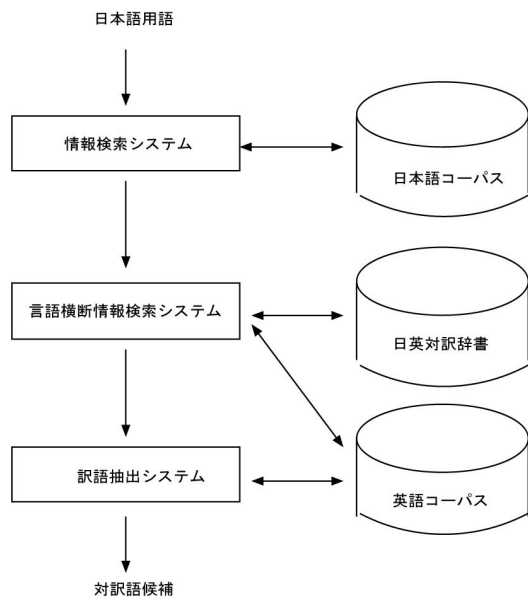 日本語用語
情報検索システム
日本語コーパス
言語横断情報検索システム
日英対訳辞書
訳語抽出システム
英語コーパス
対訳語候補